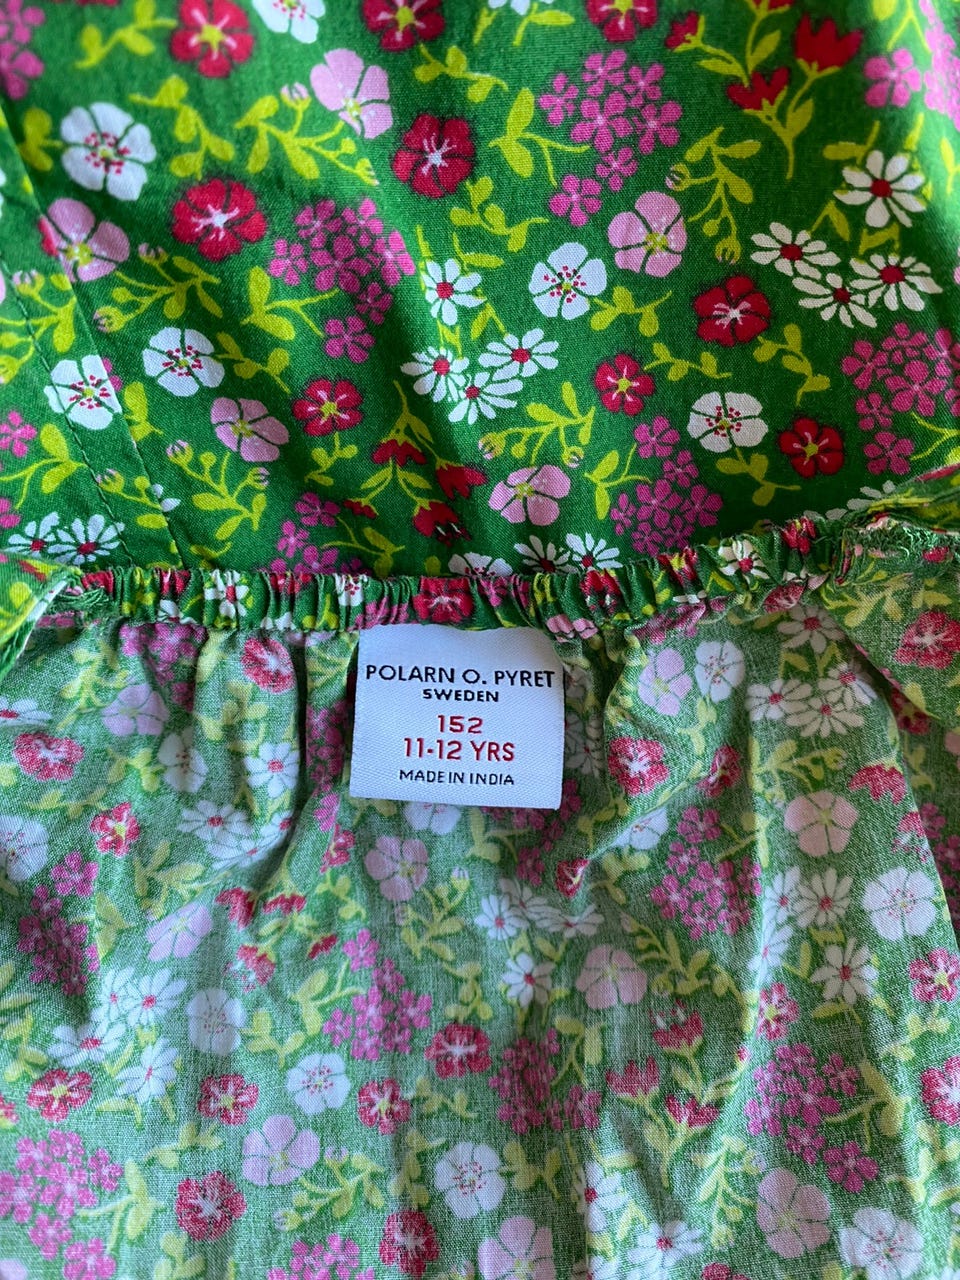 POLARN O. PYRET
SWEDEN
152
11-12 YRS
MADE IN INDIA